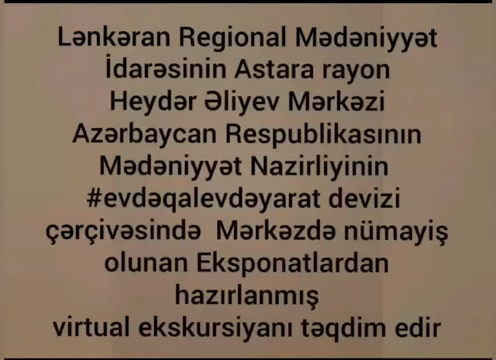 Lənkəran Regional Mədəniyyət
İdarəsinin Astara rayon
Heydər Əliyev Mərkəzi
Azərbaycan Respublikasının
Mədəniyyət Nazirliyinin
#evdəqalevdəyarat devizi
çərçivəsində Mərkəzdə nümayiş
olunan Eksponatlardan
hazırlanmış
virtual ekskursiyanı təqdim edir